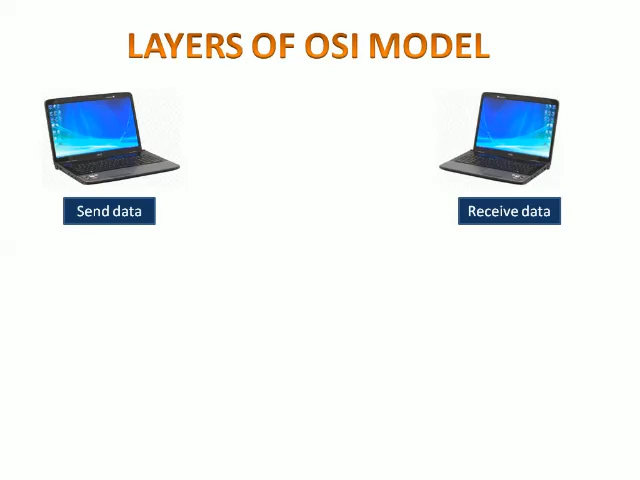 LAYERS OF OSI MODEL
Send data
Receive data